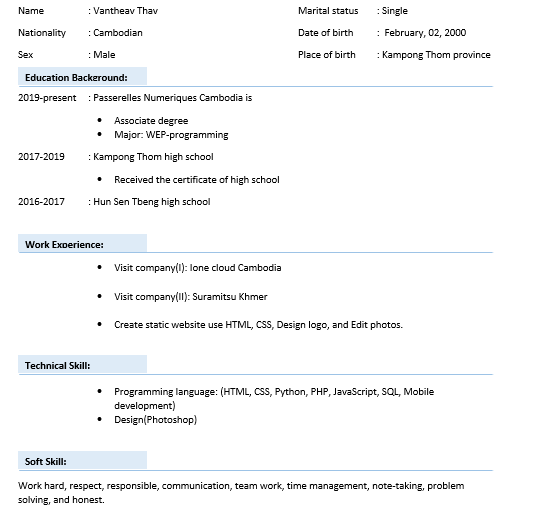 Name : Vantheav Thav Marital status : Single
Nationality : Cambodian Date of birth : February, 02, 2000
Sex : Male Place of birth : Kampong Thom province
Education Background:
2019-present : Passerelles Numeriques Cambodia is
• Associate degree
• Major: WEP-programming
2017-2019 : Kampong Thom high school
• Received the certificate of high school
2016-2017 : Hun Sen Tbeng high school
Work Experience:
• Visit company(I): Ione cloud Cambodia
• Visit company(II): Suramitsu Khmer
• Create static website use HTML, CSS, Design logo, and Edit photos.
Technical Skill:
• Programming language: (HTML, CSS, Python, PHP, JavaScript, SQL, Mobile
development)
• Design(Photoshop)
Soft Skill:
Work hard, respect, responsible, communication, team work, time management, note-taking, problem
solving, and honest.